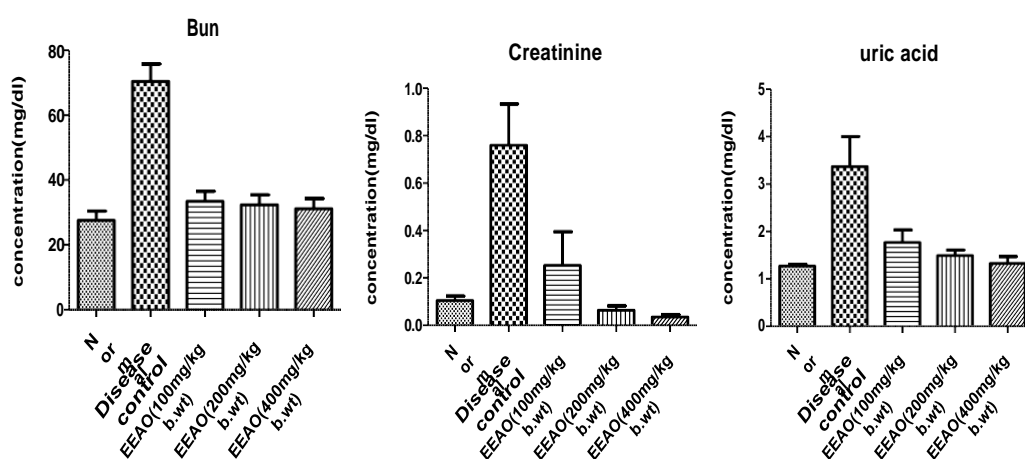 Bun
concentration(mg/dl)
80
60
40
20
0
N
or
m
al
Disease
control
EEAO(100mg/kg
b.wt)
EEAO(200mg/kg
b.wt)
EEAO(400mg/kg
b.wt)
Creatinine
concentration(mg/dl)
1.0
0.8
0.6
0.4
0.2
0.0
N
or
m
al
Disease
control
EEAO(100mg/kg
b.wt)
EEAO(200mg/kg
b.wt)
EEAO(400mg/kg
b.wt)
uric acid
concentration(mg/dl)
5
4
3
2
1
0
N
or
m
al
Disease
control
EEAO(100mg/kg
b.wt)
EEAO(200mg/kg
b.wt)
EEAO(400mg/kg
b.wt)